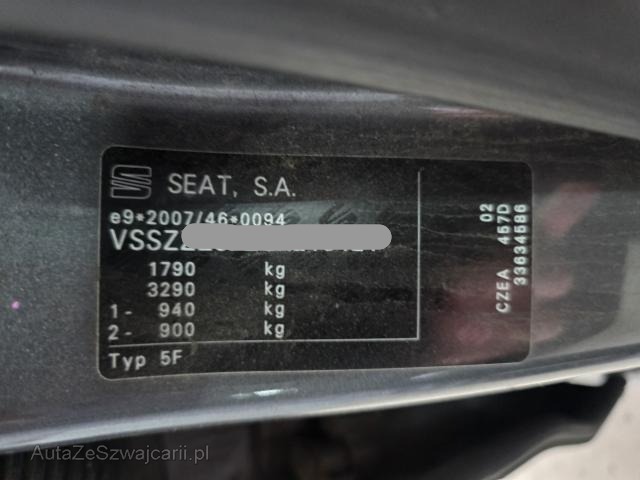 SEAT, S.A.
e9*2007/46*0094
VSSZ
1790 kg
3290 kg
1- 940 kg
2- 900 kg
Typ 5F
02
CZEA 457D
33634586
AutaZeSzwajcarii.pl